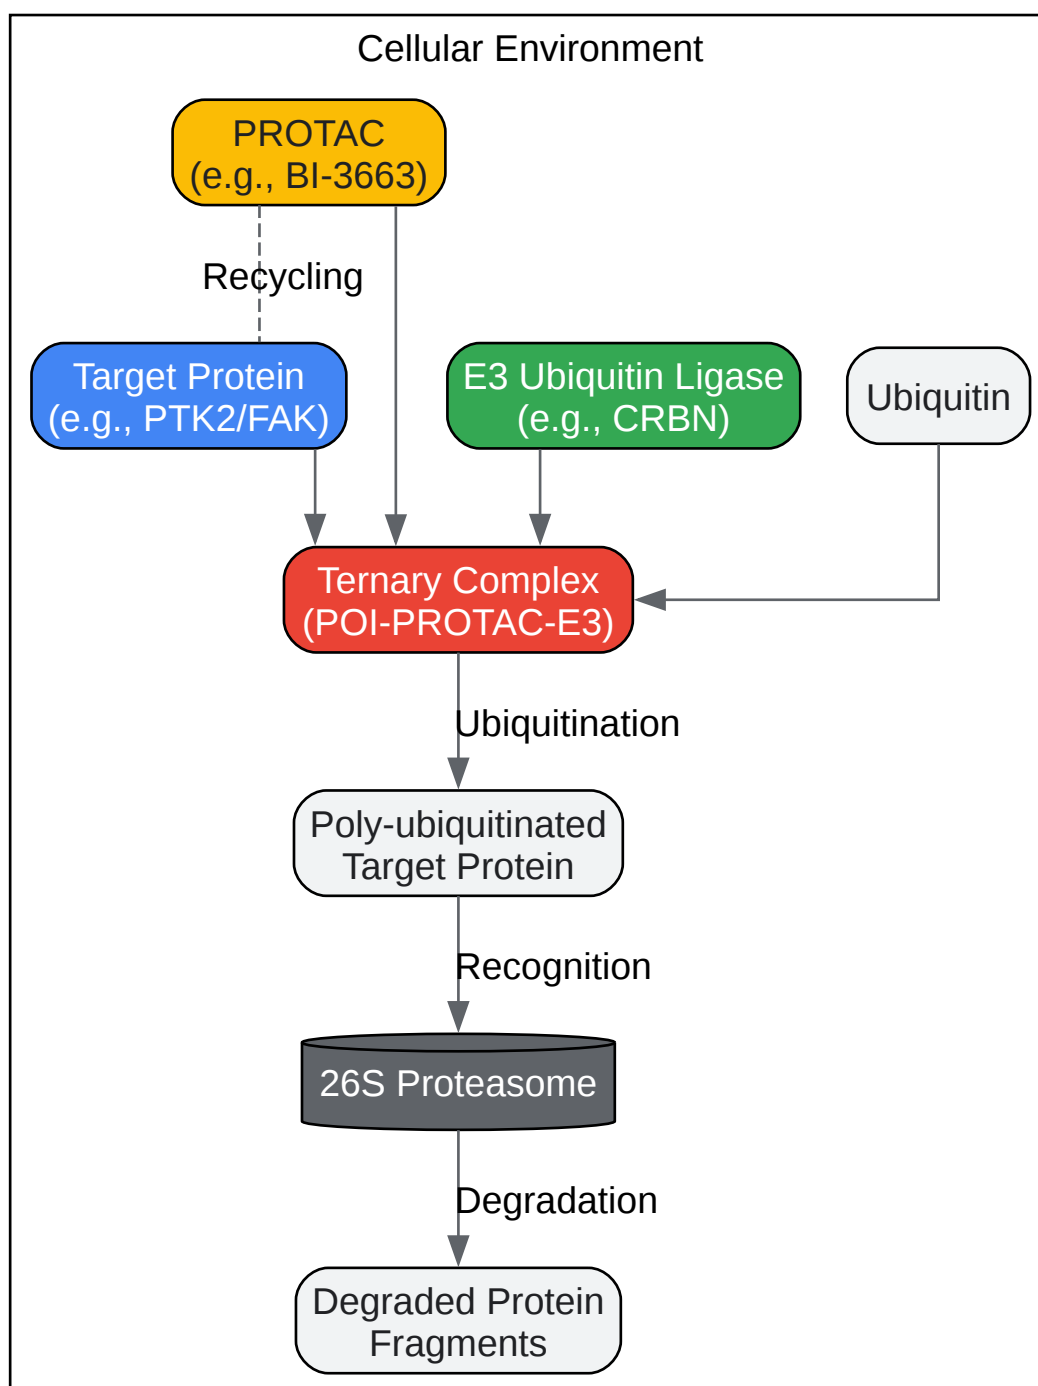 Cellular Environment
PROTAC
(e.g., BI-3663)
Recycling
Target Protein
(e.g., PTK2/FAK)
E3 Ubiquitin Ligase
(e.g., CRBN)
Ubiquitin
Ternary Complex
(POI-PROTAC-E3)
Ubiquitination
Poly-ubiquitinated
Target Protein
Recognition
26S Proteasome
Degradation
Degraded Protein
Fragments